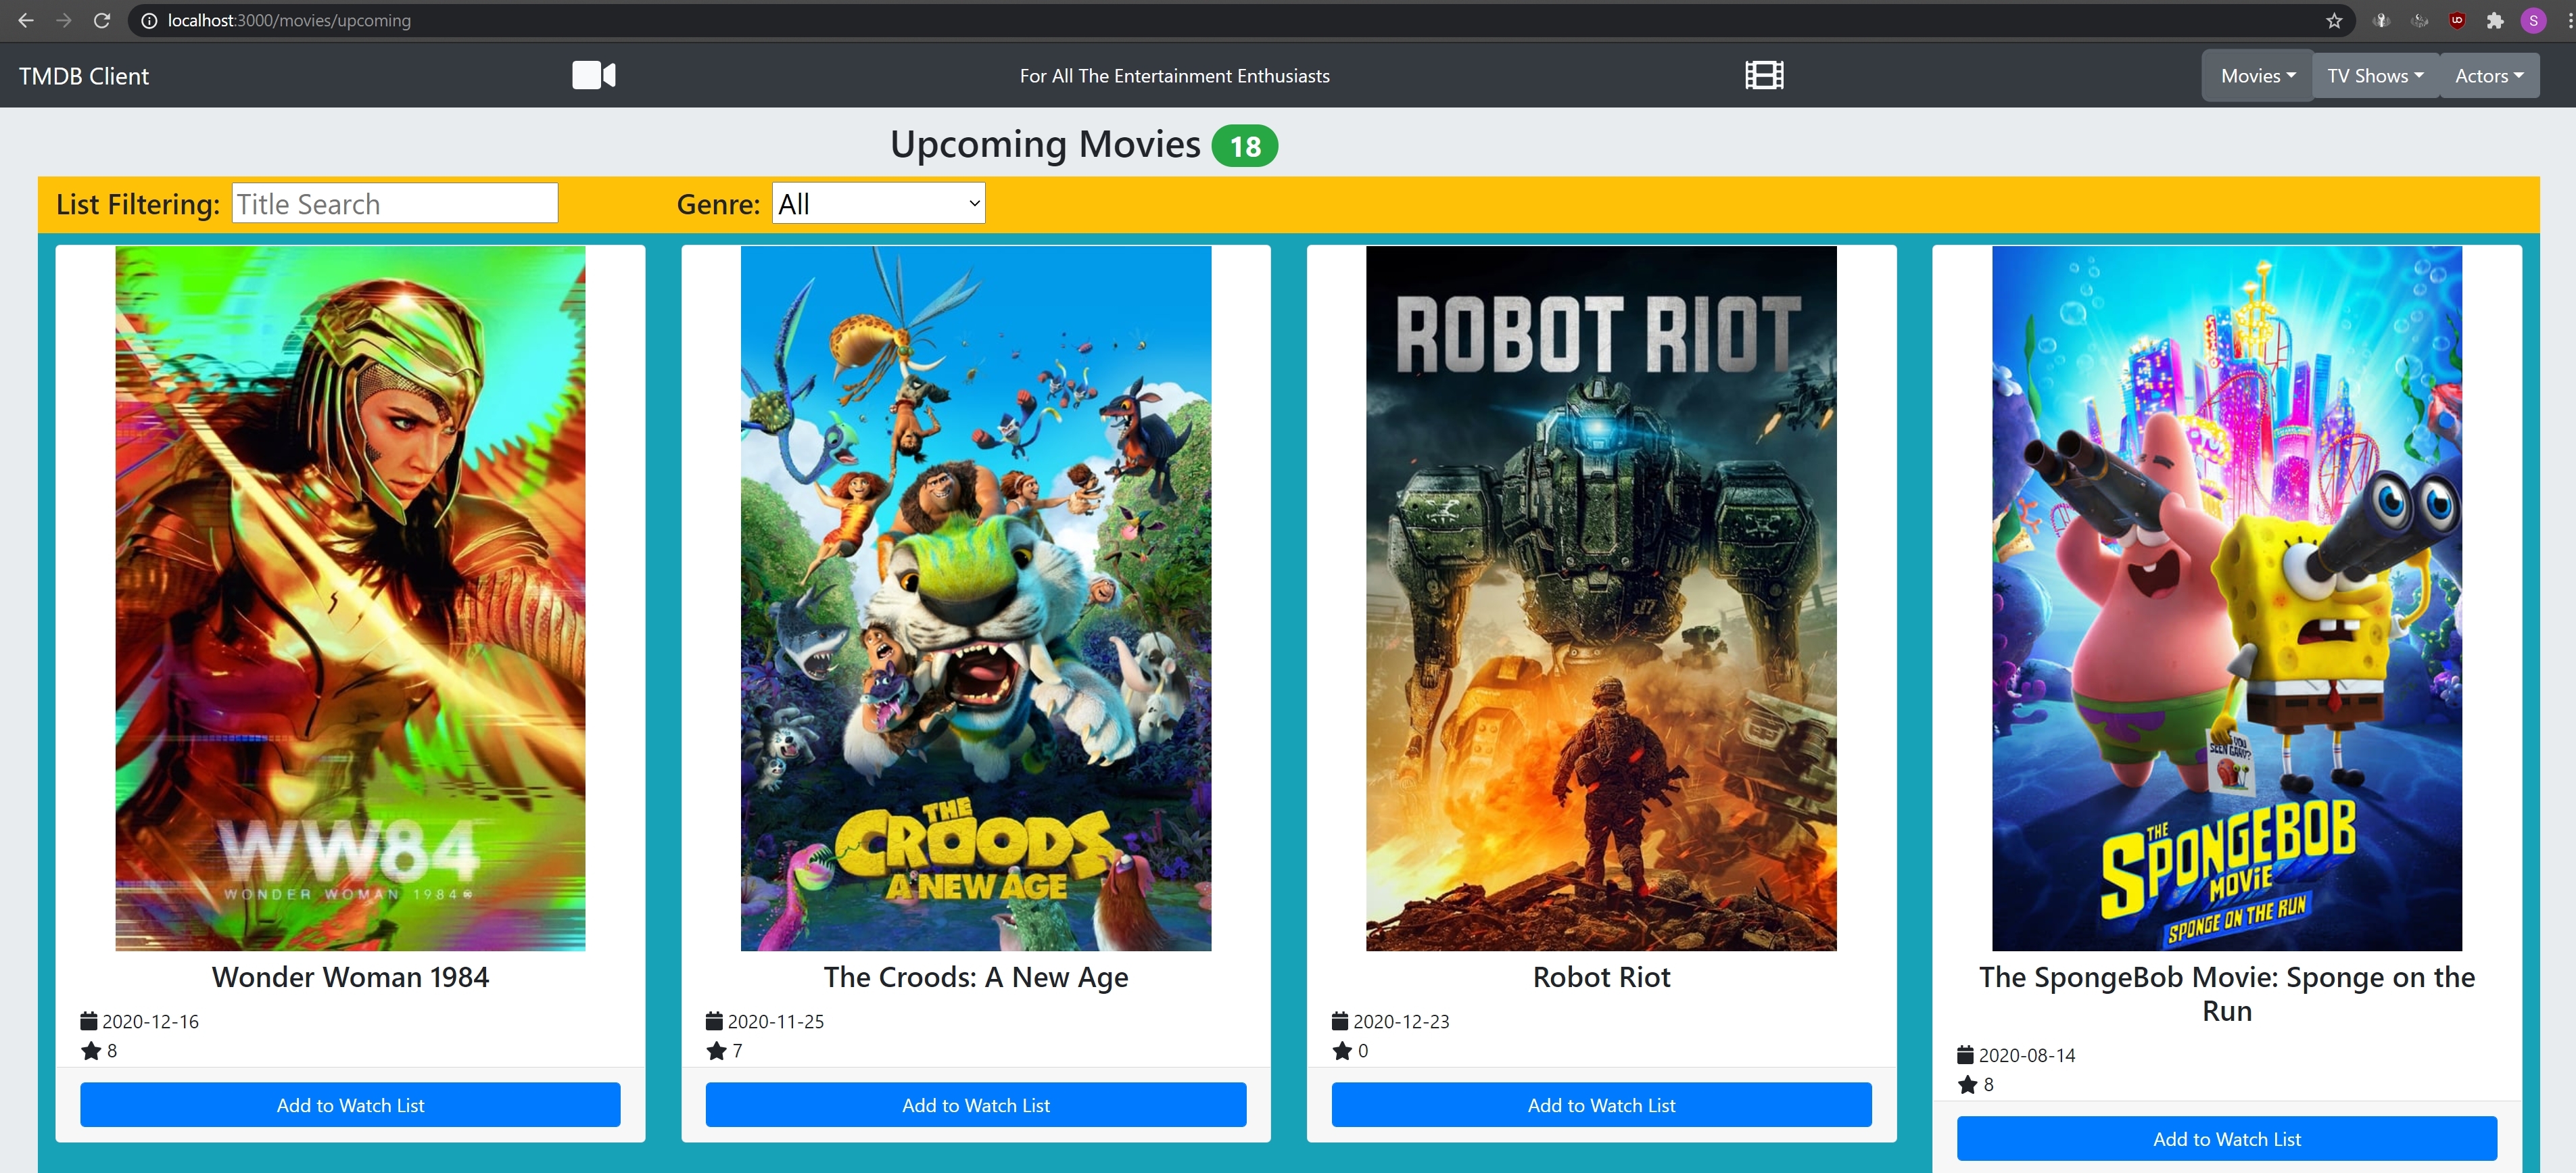 localhost:3000/movies/upcoming
S
TMDB Client
For All The Entertainment Enthusiasts
Movies
TV Shows
Actors
Upcoming Movies 18
List Filtering: Title Search
Genre: All
WW84
WONDER WOMAN 1984
Wonder Woman 1984
2020-12-16
8
Add to Watch List
THE
CROODS
A NEW AGE
The Croods: A New Age
2020-11-25
7
Add to Watch List
ROBOT RIOT
J7
Robot Riot
2020-12-23
0
Add to Watch List
YOU
SEEN GARY?
THE
SPONGEBOB
MOVIE
SPONGE ON THE RUN
The SpongeBob Movie: Sponge on the
Run
2020-08-14
8
Add to Watch List